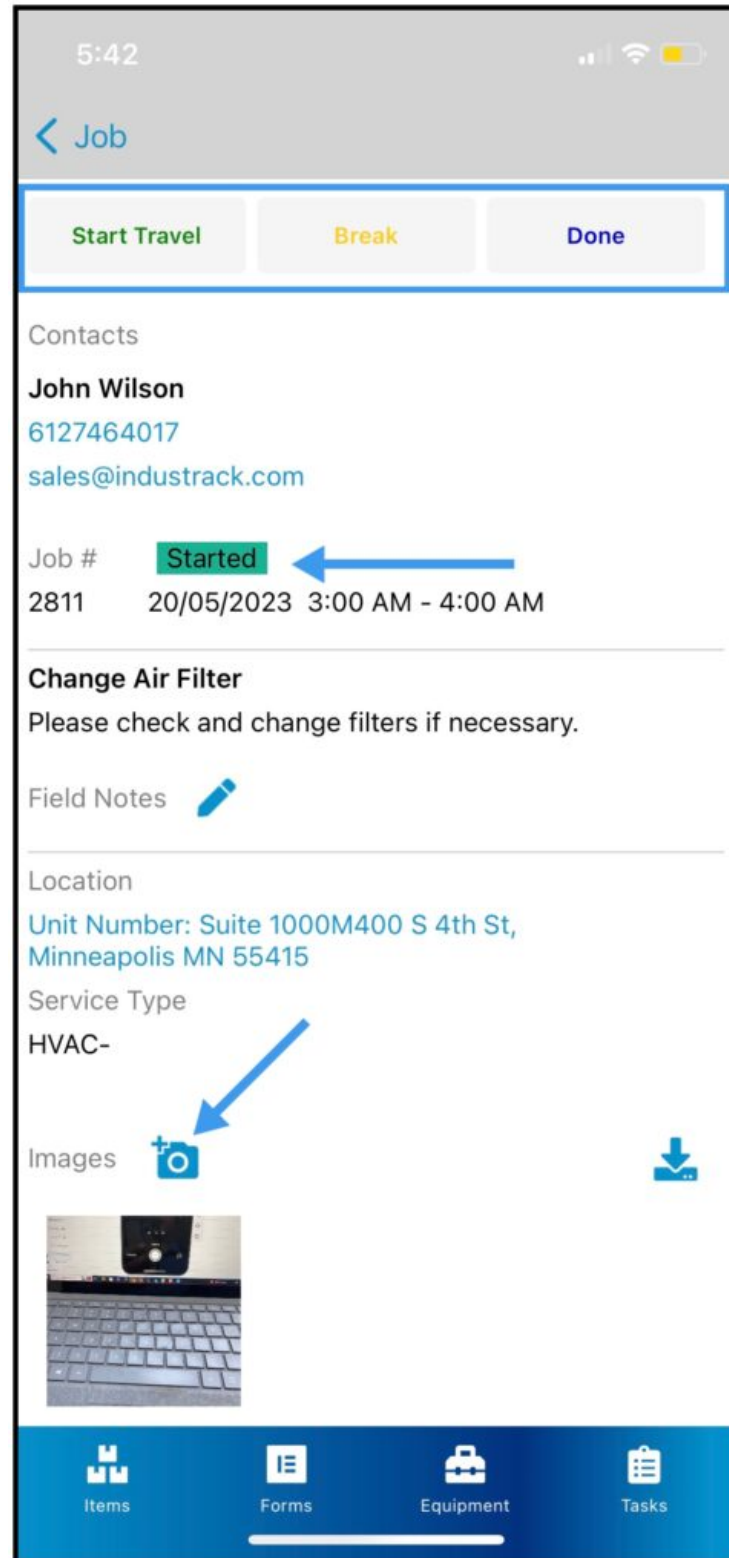 5:42
Job
Start Travel Break Done
Contacts
John Wilson
6127464017
sales@industrack.com
Job # Started
2811 20/05/2023 3:00 AM - 4:00 AM
Change Air Filter
Please check and change filters if necessary.
Field Notes
Location
Unit Number: Suite 1000M400 S 4th St,
Minneapolis MN 55415
Service Type
HVAC-
Images
Items Forms Equipment Tasks